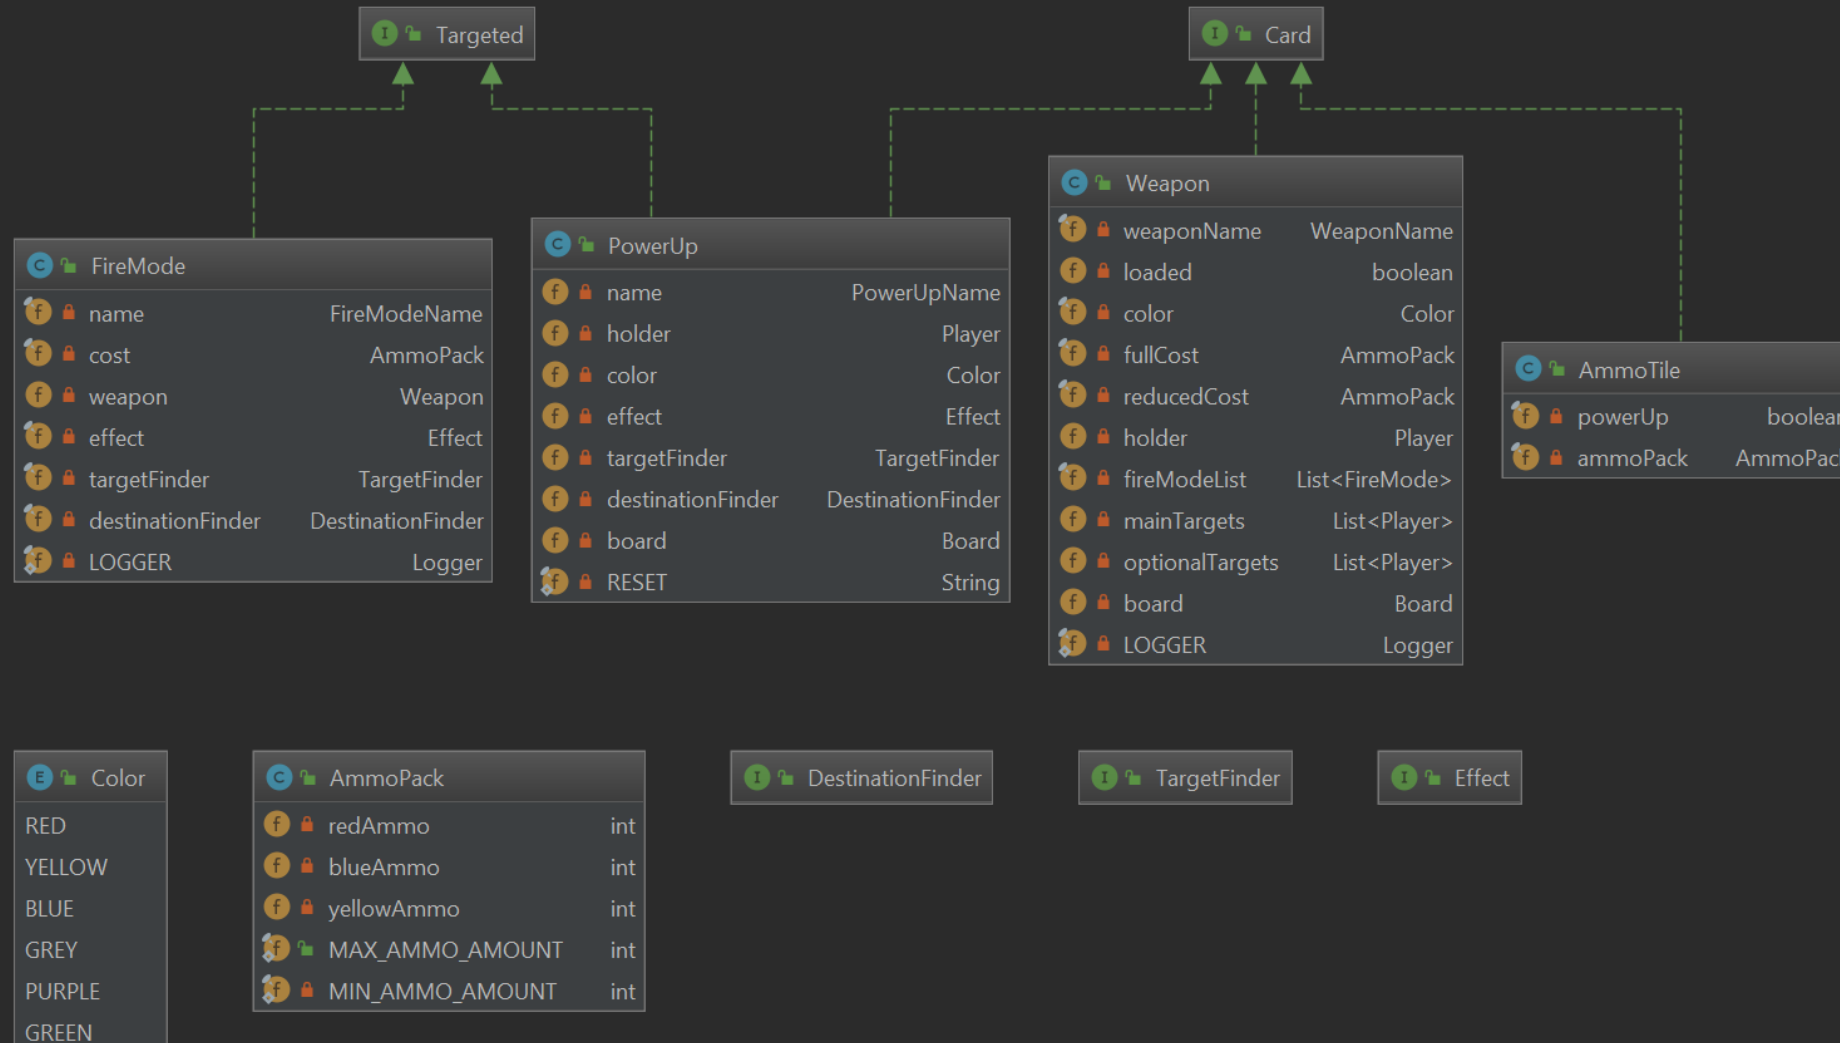 Targeted
Card
FireMode
name FireModeName
cost AmmoPack
weapon Weapon
effect Effect
targetFinder TargetFinder
destinationFinder DestinationFinder
LOGGER Logger
PowerUp
name PowerUpName
holder Player
color Color
effect Effect
targetFinder TargetFinder
destinationFinder DestinationFinder
board Board
RESET String
Weapon
weaponName WeaponName
loaded boolean
color Color
fullCost AmmoPack
reducedCost AmmoPack
holder Player
fireModeList List<FireMode>
mainTargets List<Player>
optionalTargets List<Player>
board Board
LOGGER Logger
AmmoTile
powerUp boolean
ammoPack AmmoPac
Color
RED
YELLOW
BLUE
GREY
PURPLE
GREEN
AmmoPack
redAmmo int
blueAmmo int
yellowAmmo int
MAX_AMMO_AMOUNT int
MIN_AMMO_AMOUNT int
DestinationFinder
TargetFinder
Effect